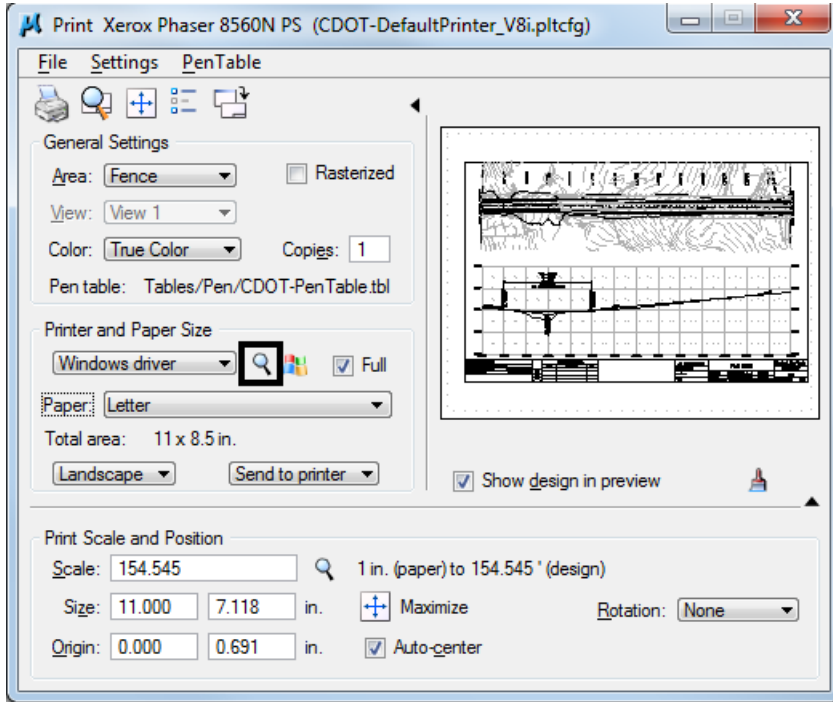 Print Xerox Phaser 8560N PS (CDOT-DefaultPrinter_V8i.pltcfg)
File Settings PenTable
General Settings
Area: Fence Rasterized
View: View 1
Color: True Color Copies: 1
Pen table: Tables/Pen/CDOT-PenTable.tbl
Printer and Paper Size
Windows driver Full
Paper: Letter
Total area: 11 x 8.5 in.
Landscape Send to printer
Show design in preview
Print Scale and Position
Scale: 154.545 1 in. (paper) to 154.545 ' (design)
Size: 11.000 7.118 in. Maximize Rotation: None
Origin: 0.000 0.691 in. Auto-center